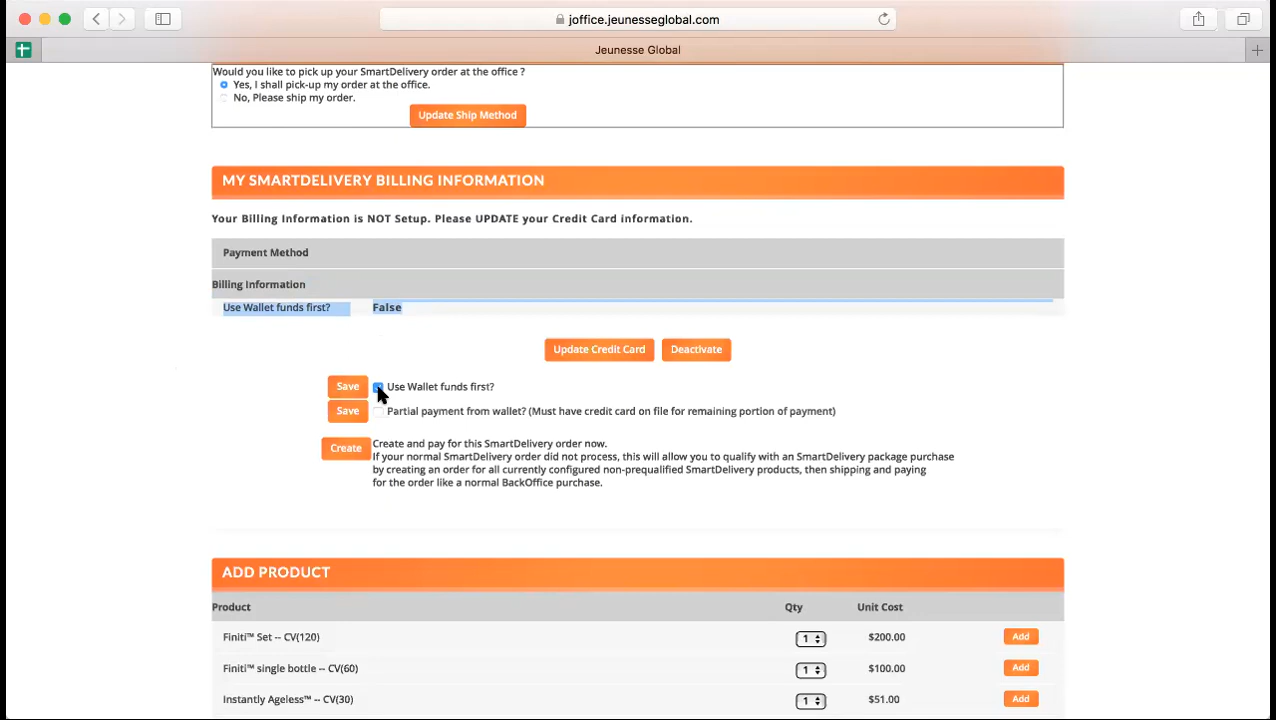 joffice.jeunesseglobal.com
Jeunesse Global
Would you like to pick up your SmartDelivery order at the office ?
Yes, I shall pick-up my order at the office.
No, Please ship my order.
Update Ship Method
MY SMARTDELIVERY BILLING INFORMATION
Your Billing Information is NOT Setup. Please UPDATE your Credit Card information.
Payment Method
Billing Information
Use Wallet funds first? False
Update Credit Card Deactivate
Save Use Wallet funds first?
Save Partial payment from wallet? (Must have credit card on file for remaining portion of payment)
Create Create and pay for this SmartDelivery order now.
If your normal SmartDelivery order did not process, this will allow you to qualify with an SmartDelivery package purchase
by creating an order for all currently configured non-prequalified SmartDelivery products, then shipping and paying
for the order like a normal BackOffice purchase.
ADD PRODUCT
Product Qty Unit Cost
Finiti™ Set -- CV(120) 1 $200.00 Add
Finiti™ single bottle -- CV(60) 1 $100.00 Add
Instantly Ageless™ -- CV(30) 1 $51.00 Add